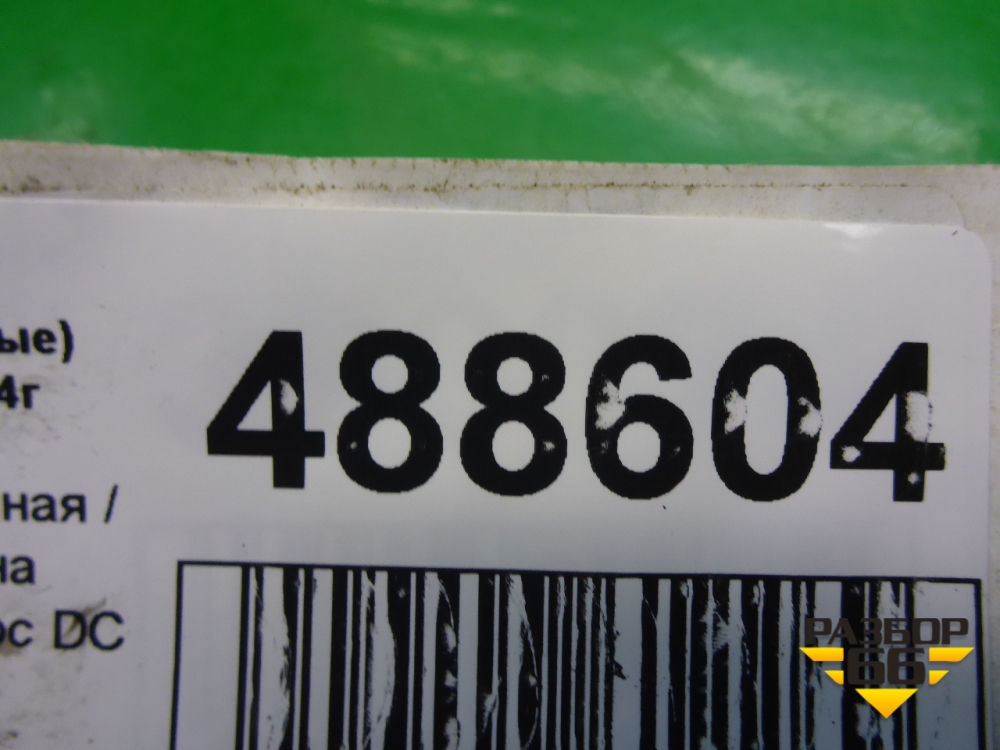 ые)
4г
488604
ная /
на
ос DC
РАЗБОР
66